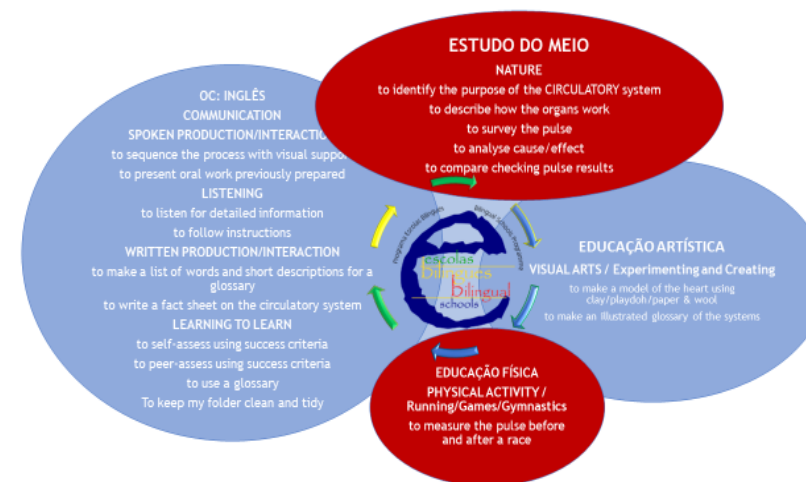 ESTUDO DO MEIO
NATURE
to identify the purpose of the CIRCULATORY system
to describe how the organs work
to survey the pulse
to analyse cause/effect
to compare checking pulse results
OC: INGLÊS
COMMUNICATION
SPOKEN PRODUCTION/INTERACTION
to sequence the process with visual suppor
to present oral work previously prepared
LISTENING
to listen for detailed information
to follow instructions
WRITTEN PRODUCTION/INTERACTION
to make a list of words and short descriptions for a
glossary
to write a fact sheet on the circulatory system
LEARNING TO LEARN
to self-assess using success criteria
to peer-assess using success criteria
to use a glossary
To keep my folder clean and tidy
Programa Escolas Bilingues
Bilingual Schools Programme
escolas
bilingues
bilingual
schools
EDUCAÇÃO ARTÍSTICA
VISUAL ARTS / Experimenting and Creating
to make a model of the heart using
clay/playdoh/paper & wool
to make an Illustrated glossary of the systems
EDUCAÇÃO FÍSICA
PHYSICAL ACTIVITY /
Running/Games/Gymnastics
to measure the pulse before
and after a race